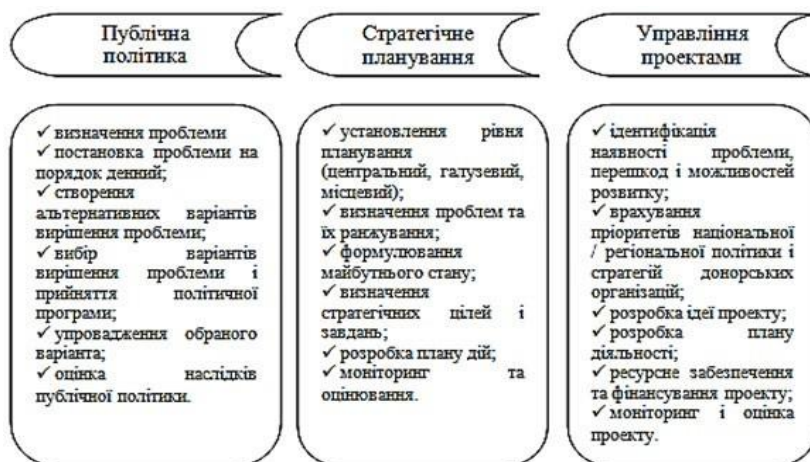 Публічна
політика
✓ визначення проблеми
✓ постановка проблеми на
порядок денний;
✓ створення
альтернативних варіантів
вирішення проблеми;
✓ вибір варіантів
вирішення проблеми і
прийняття політичної
програми;
✓ упровадження обраного
варіанта;
✓ оцінка наслідків
публічної політики.
Стратегічне
планування
✓ установлення рівня
планування
(центральний, галузевий,
місцевий);
✓ визначення проблем та
їх ранжування;
✓ формулювання
майбутнього стану;
✓ визначення
стратегічних цілей і
завдань;
✓ розробка плану дій;
✓ моніторинг та
оцінювання.
Управління
проектами
✓ ідентифікація
наявності проблеми,
перешкод і можливостей
розвитку;
✓ врахування
пріоритетів національної
/ регіональної політики і
стратегій донорських
організацій;
✓ розробка ідеї проекту;
✓ розробка плану
діяльності;
✓ ресурсне забезпечення
та фінансування проекту;
✓ моніторинг і оцінка
проекту.